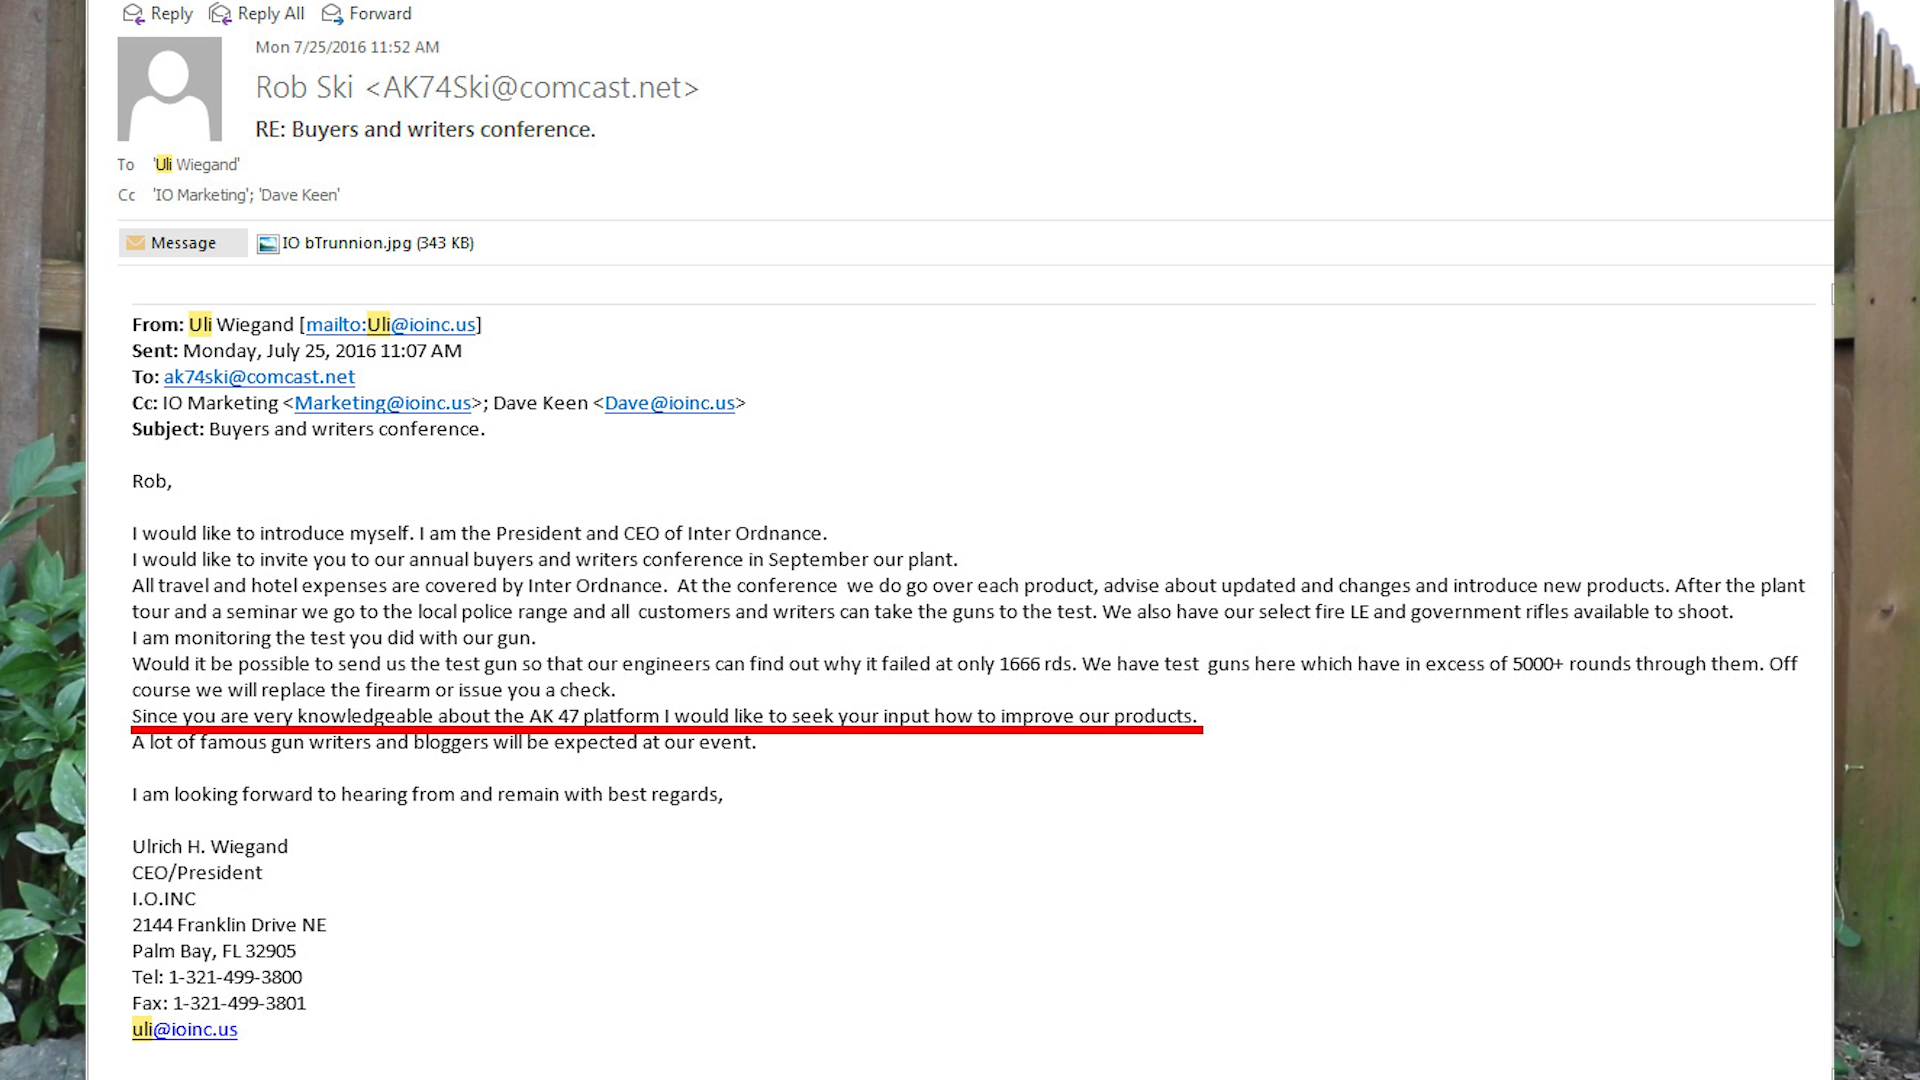 Reply Reply All Forward
Mon 7/25/2016 11:52 AM
Rob Ski <AK74Ski@comcast.net>
RE: Buyers and writers conference.
To 'Uli Wiegand'
Cc 'IO Marketing'; 'Dave Keen'
Message IO bTrunnion.jpg (343 KB)
From: Uli Wiegand [mailto:Uli@ioinc.us]
Sent: Monday, July 25, 2016 11:07 AM
To: ak74ski@comcast.net
Cc: IO Marketing <Marketing@ioinc.us>; Dave Keen <Dave@ioinc.us>
Subject: Buyers and writers conference.
Rob,
I would like to introduce myself. I am the President and CEO of Inter Ordnance.
I would like to invite you to our annual buyers and writers conference in September our plant.
All travel and hotel expenses are covered by Inter Ordnance. At the conference we do go over each product, advise about updated and changes and introduce new products. After the plant
tour and a seminar we go to the local police range and all customers and writers can take the guns to the test. We also have our select fire LE and government rifles available to shoot.
I am monitoring the test you did with our gun.
Would it be possible to send us the test gun so that our engineers can find out why it failed at only 1666 rds. We have test guns here which have in excess of 5000+ rounds through them. Off
course we will replace the firearm or issue you a check.
Since you are very knowledgeable about the AK 47 platform I would like to seek your input how to improve our products.
A lot of famous gun writers and bloggers will be expected at our event.
I am looking forward to hearing from and remain with best regards,
Ulrich H. Wiegand
CEO/President
I.O.INC
2144 Franklin Drive NE
Palm Bay, FL 32905
Tel: 1-321-499-3800
Fax: 1-321-499-3801
uli@ioinc.us